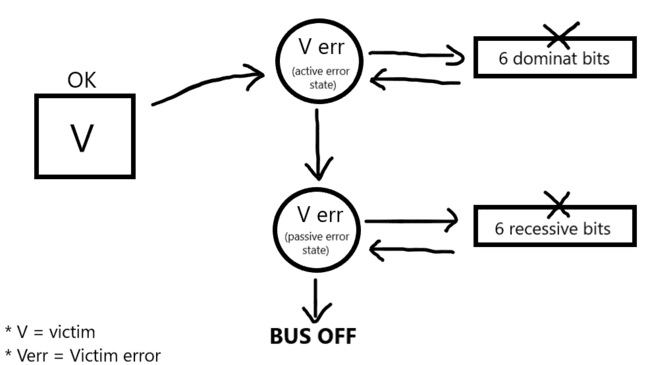 OK
V
V err
(active error
state)
6 dominat bits
V err
(passive error
state)
6 recessive bits
BUS OFF
* V = victim
* Verr = Victim error